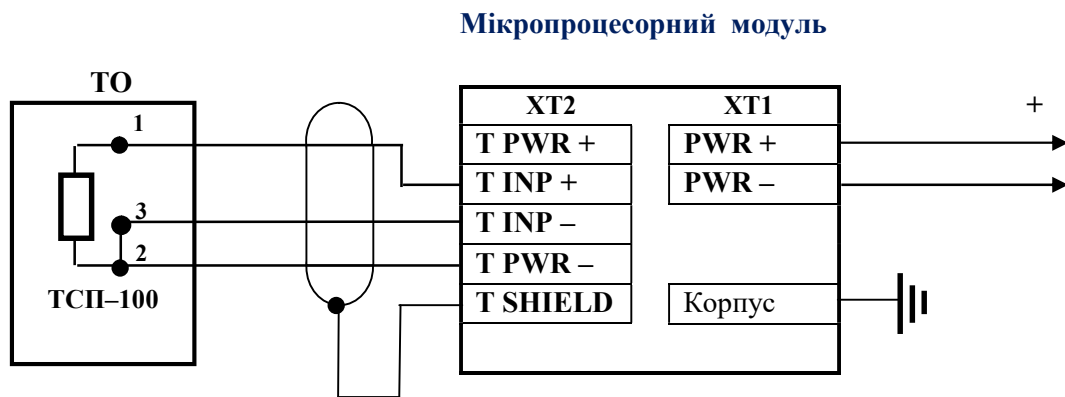 Мікропроцесорний модуль
ТО
1
3
2
ТСП–100
XT2
T PWR +
T INP +
T INP –
T PWR –
T SHIELD
XT1
PWR +
PWR –
Корпус
+